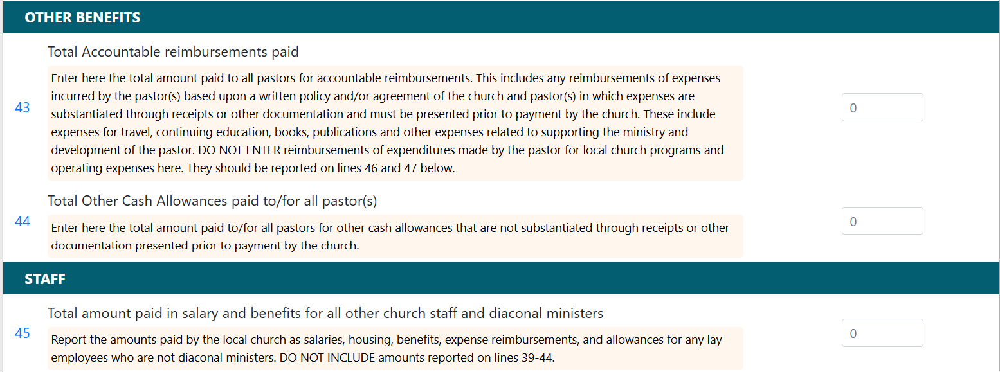 OTHER BENEFITS
Total Accountable reimbursements paid
43
Enter here the total amount paid to all pastors for accountable reimbursements. This includes any reimbursements of expenses
incurred by the pastor(s) based upon a written policy and/or agreement of the church and pastor(s) in which expenses are
substantiated through receipts or other documentation and must be presented prior to payment by the church. These include
expenses for travel, continuing education, books, publications and other expenses related to supporting the ministry and
development of the pastor. DO NOT ENTER reimbursements of expenditures made by the pastor for local church programs and
operating expenses here. They should be reported on lines 46 and 47 below.
0
Total Other Cash Allowances paid to/for all pastor(s)
44
Enter here the total amount paid to/for all pastors for other cash allowances that are not substantiated through receipts or other
documentation presented prior to payment by the church.
0
STAFF
Total amount paid in salary and benefits for all other church staff and diaconal ministers
45
Report the amounts paid by the local church as salaries, housing, benefits, expense reimbursements, and allowances for any lay
employees who are not diaconal ministers. DO NOT INCLUDE amounts reported on lines 39-44.
0